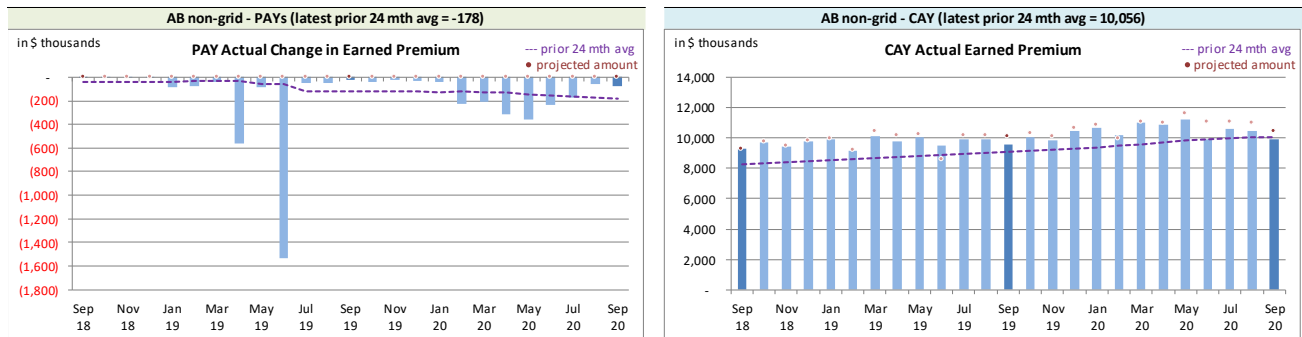 AB non-grid - PAYs (latest prior 24 mth avg = -178)
in $ thousands
PAY Actual Change in Earned Premium
--- prior 24 mth avg
• projected amount
-
(200)
(400)
(600)
(800)
(1,000)
(1,200)
(1,400)
(1,600)
(1,800)
Sep Nov Jan Mar May Jul Sep Nov Jan Mar May Jul Sep
18 18 19 19 19 19 19 19 20 20 20 20 20
AB non-grid - CAY (latest prior 24 mth avg = 10,056)
in $ thousands
CAY Actual Earned Premium
--- prior 24 mth avg
• projected amount
14,000
12,000
10,000
8,000
6,000
4,000
2,000
-
Sep Nov Jan Mar May Jul Sep Nov Jan Mar May Jul Sep
18 18 19 19 19 19 19 19 20 20 20 20 20